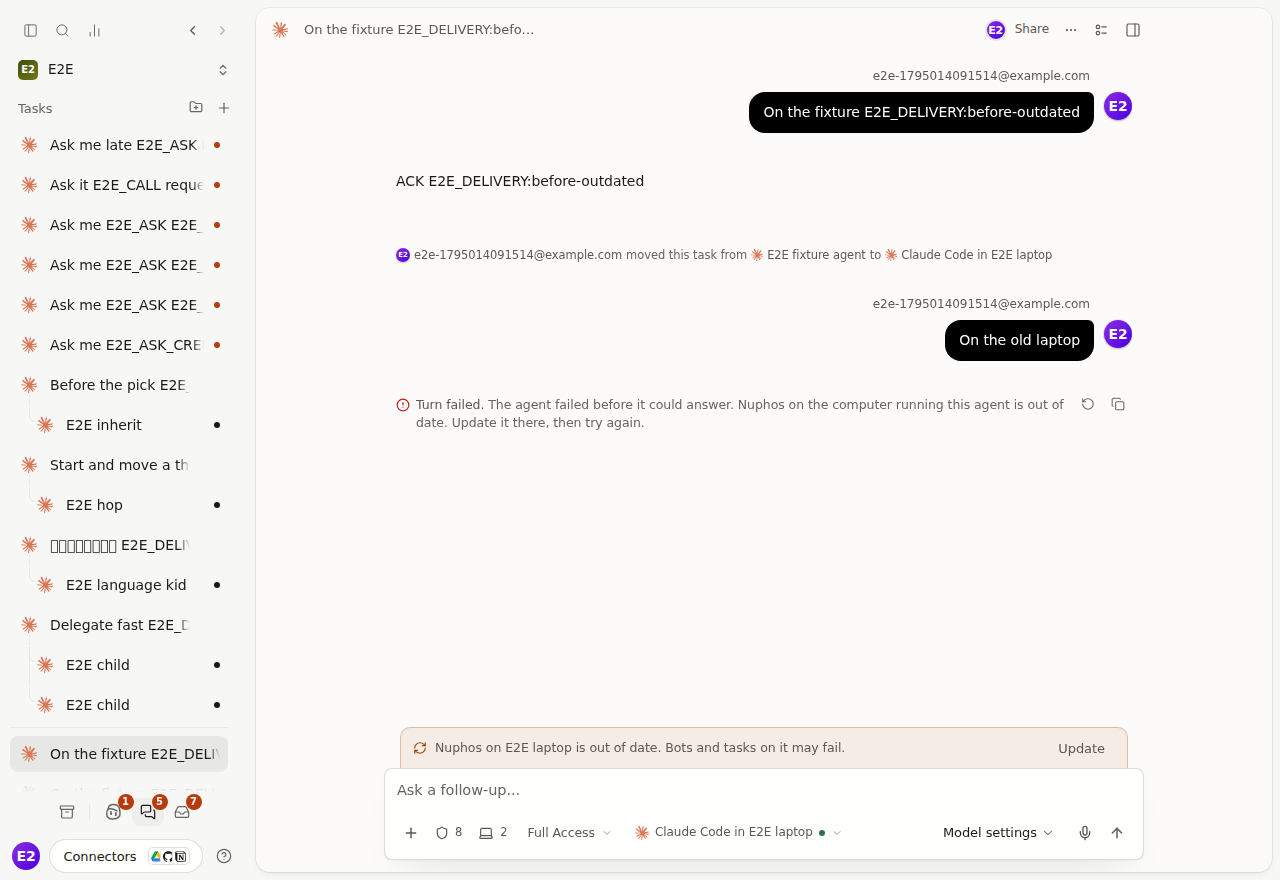 E2 E2E
Tasks
Ask me late E2E_ASK
Ask it E2E_CALL reque
Ask me E2E_ASK E2E_
Ask me E2E_ASK E2E_
Ask me E2E_ASK E2E_
Ask me E2E_ASK_CRE
Before the pick E2E_
E2E inherit
Start and move a th
E2E hop
E2E_DELIV
E2E language kid
Delegate fast E2E_D
E2E child
E2E child
On the fixture E2E_DELIV
1 5 7
E2 Connectors
On the fixture E2E_DELIVERY:befo…
E2 Share
e2e-1795014091514@example.com
On the fixture E2E_DELIVERY:before-outdated
E2
ACK E2E_DELIVERY:before-outdated
E2 e2e-1795014091514@example.com moved this task from E2E fixture agent to Claude Code in E2E laptop
e2e-1795014091514@example.com
On the old laptop
E2
Turn failed. The agent failed before it could answer. Nuphos on the computer running this agent is out of
date. Update it there, then try again.
Nuphos on E2E laptop is out of date. Bots and tasks on it may fail. Update
Ask a follow-up...
8 2 Full Access Claude Code in E2E laptop Model settings